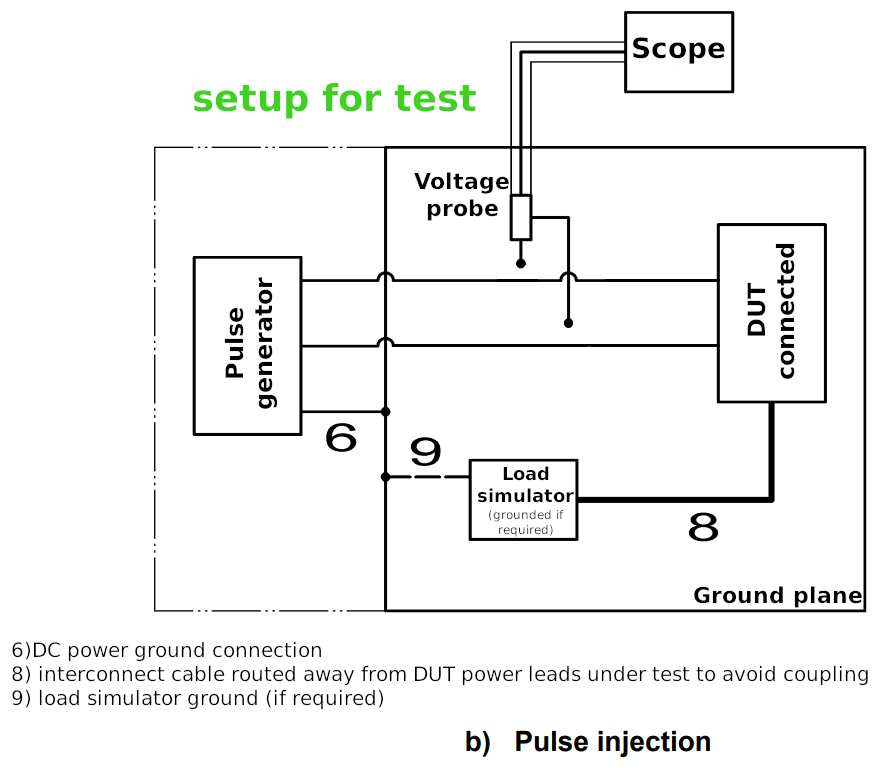 Scope
setup for test
Voltage
probe
Pulse
generator
DUT
connected
6
9
Load
simulator
(grounded if
required)
8
Ground plane
6)DC power ground connection
8) interconnect cable routed away from DUT power leads under test to avoid coupling
9) load simulator ground (if required)
b) Pulse injection